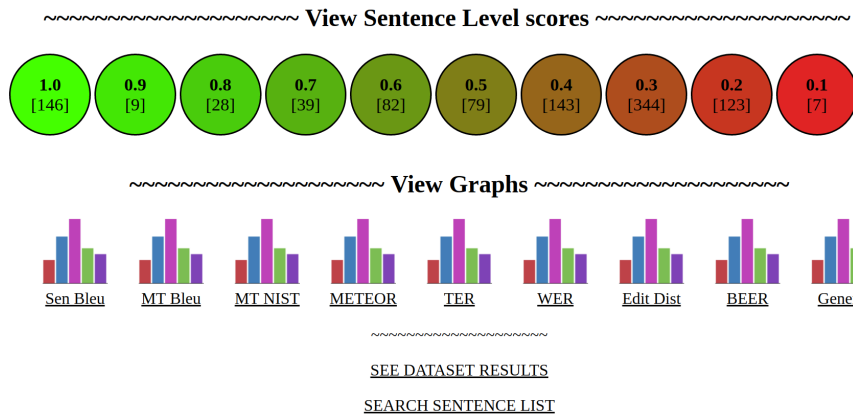 ~~~~~~~~~~~~~~~~~~~~ View Sentence Level scores ~~~~~~~~~~~~~~~~~~~~
1.0 0.9 0.8 0.7 0.6 0.5 0.4 0.3 0.2 0.1
[146] [9] [28] [39] [82] [79] [143] [344] [123] [7]
~~~~~~~~~~~~~~~~~~~~ View Graphs ~~~~~~~~~~~~~~~~~~~~
Sen Bleu MT Bleu MT NIST METEOR TER WER Edit Dist BEER Gene
~~~~~~~~~~~~~~~~~~~~
SEE DATASET RESULTS
SEARCH SENTENCE LIST